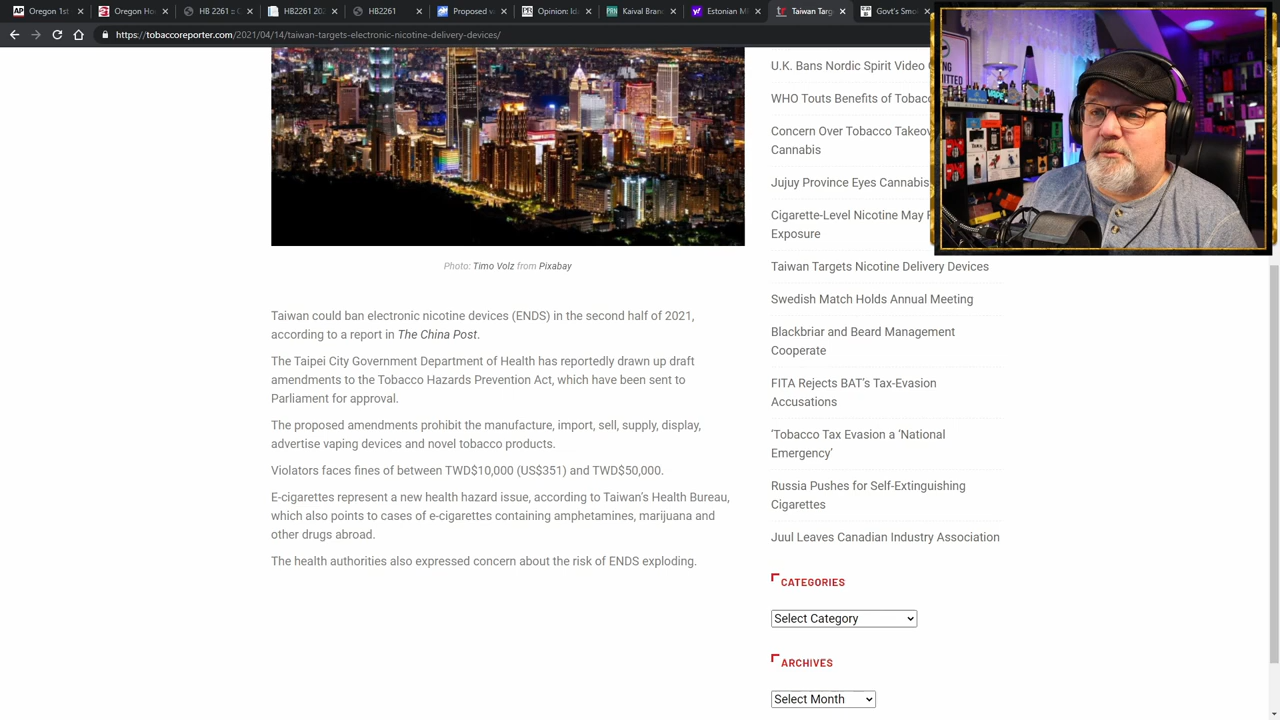 Oregon 1st
Oregon Hou
HB 2261 ::
HB2261 202
HB2261
Proposed v
Opinion Ide
Kaival Bran
Estonian M
Taiwan Targ
Govt's Smo
https://tobaccoreporter.com/2021/04/14/taiwan-targets-electronic-nicotine-delivery-devices/
Photo: Timo Volz from Pixabay
Taiwan could ban electronic nicotine devices (ENDS) in the second half of 2021,
according to a report in The China Post.
The Taipei City Government Department of Health has reportedly drawn up draft
amendments to the Tobacco Hazards Prevention Act, which have been sent to
Parliament for approval.
The proposed amendments prohibit the manufacture, import, sell, supply, display,
advertise vaping devices and novel tobacco products.
Violators faces fines of between TWD$10,000 (US$351) and TWD$50,000.
E-cigarettes represent a new health hazard issue, according to Taiwan's Health Bureau,
which also points to cases of e-cigarettes containing amphetamines, marijuana and
other drugs abroad.
The health authorities also expressed concern about the risk of ENDS exploding.
U.K. Bans Nordic Spirit Video
WHO Touts Benefits of Tobacc
Concern Over Tobacco Takeov
Cannabis
Jujuy Province Eyes Cannabis
Cigarette-Level Nicotine May
Exposure
Taiwan Targets Nicotine Delivery Devices
Swedish Match Holds Annual Meeting
Blackbriar and Beard Management
Cooperate
FITA Rejects BAT's Tax-Evasion
Accusations
'Tobacco Tax Evasion a 'National
Emergency'
Russia Pushes for Self-Extinguishing
Cigarettes
Juul Leaves Canadian Industry Association
CATEGORIES
Select Category
ARCHIVES
Select Month